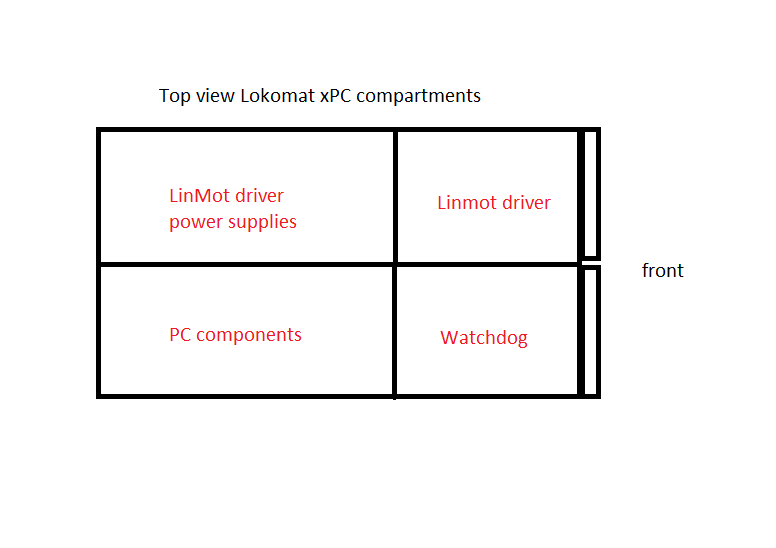 Top view Lokomat xPC compartments
LinMot driver
power supplies
Linmot driver
front
PC components
Watchdog